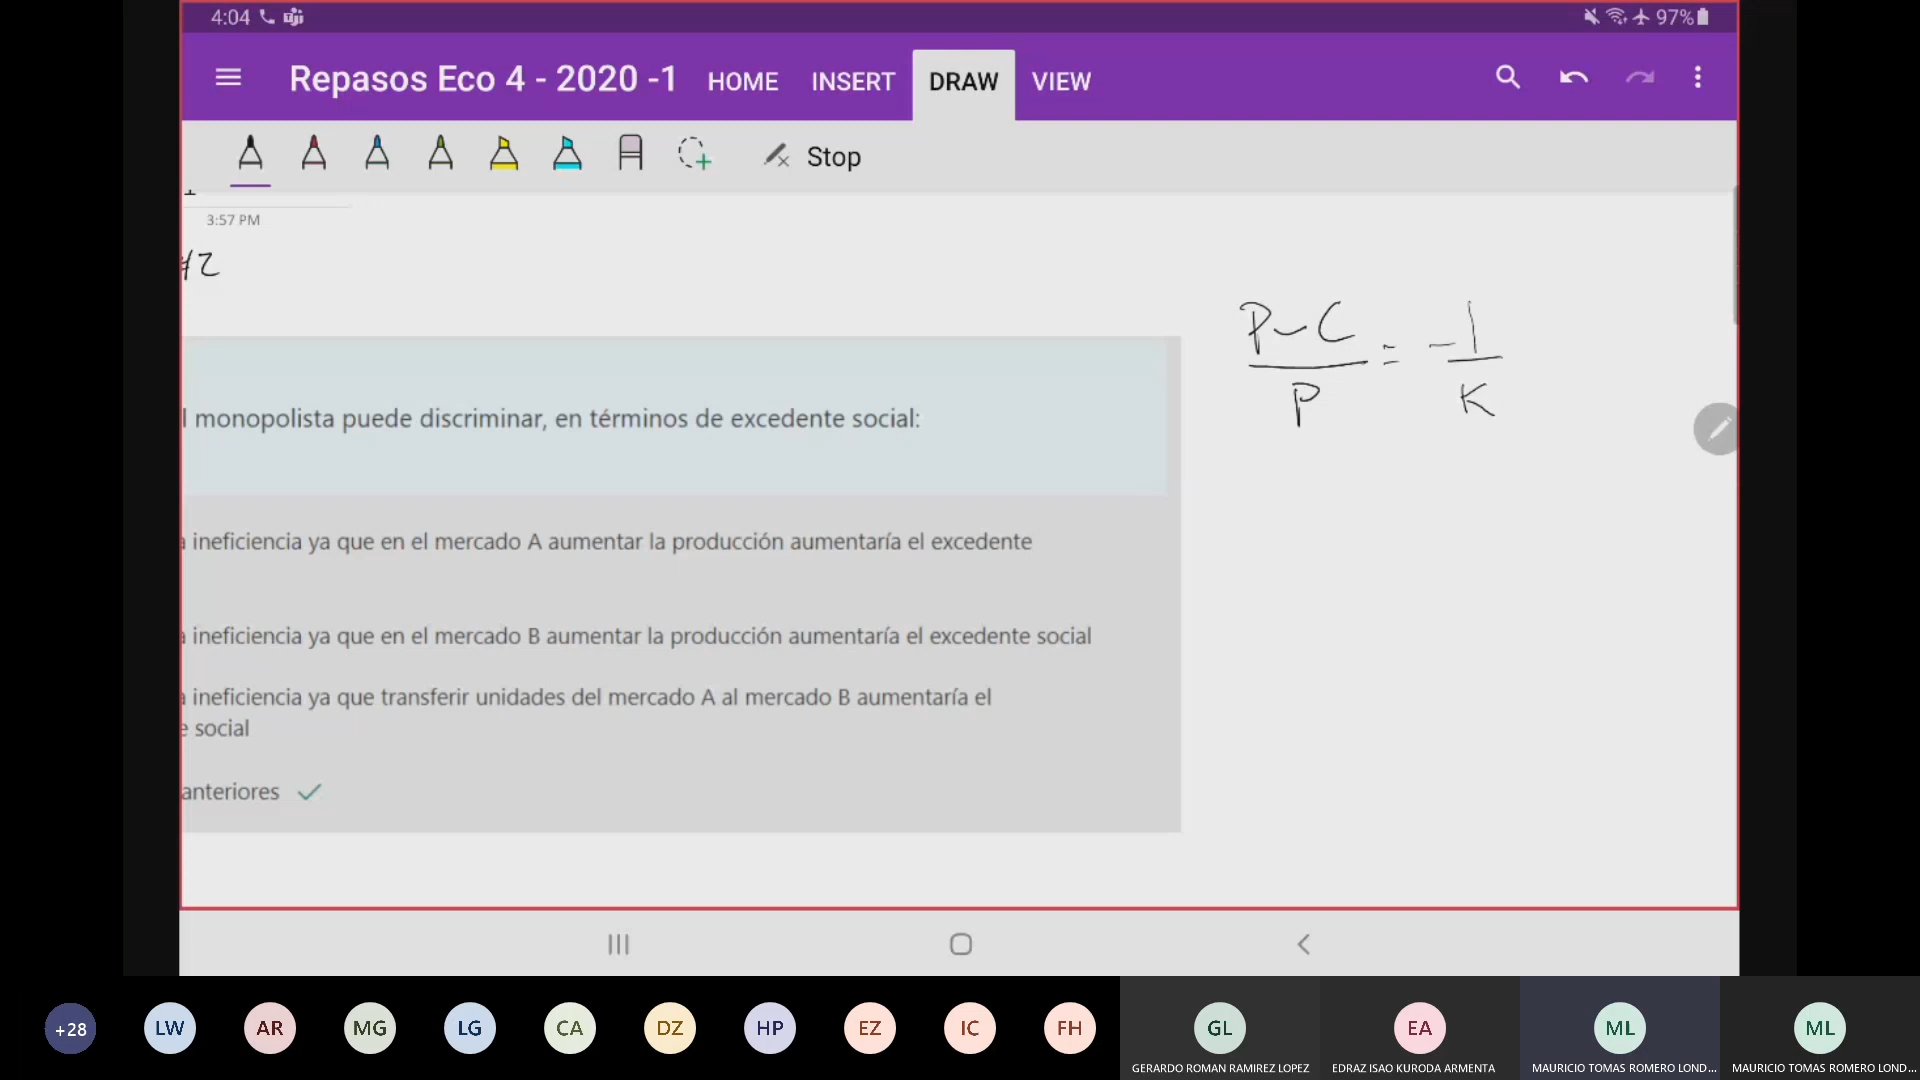 4:04 97%
Repasos Eco 4 - 2020 -1 HOME INSERT DRAW VIEW
Stop
3:57 PM
#2
P-C = -1
P K
l monopolista puede discriminar, en términos de excedente social:
a ineficiencia ya que en el mercado A aumentar la producción aumentaría el excedente
a ineficiencia ya que en el mercado B aumentar la producción aumentaría el excedente social
a ineficiencia ya que transferir unidades del mercado A al mercado B aumentaría el
e social
anteriores
+28 LW AR MG LG CA DZ HP EZ IC FH GL EA ML ML
GERARDO ROMAN RAMIREZ LOPEZ EDRAZ ISAO KURODA ARMENTA MAURICIO TOMAS ROMERO LOND... MAURICIO TOMAS ROMERO LOND...